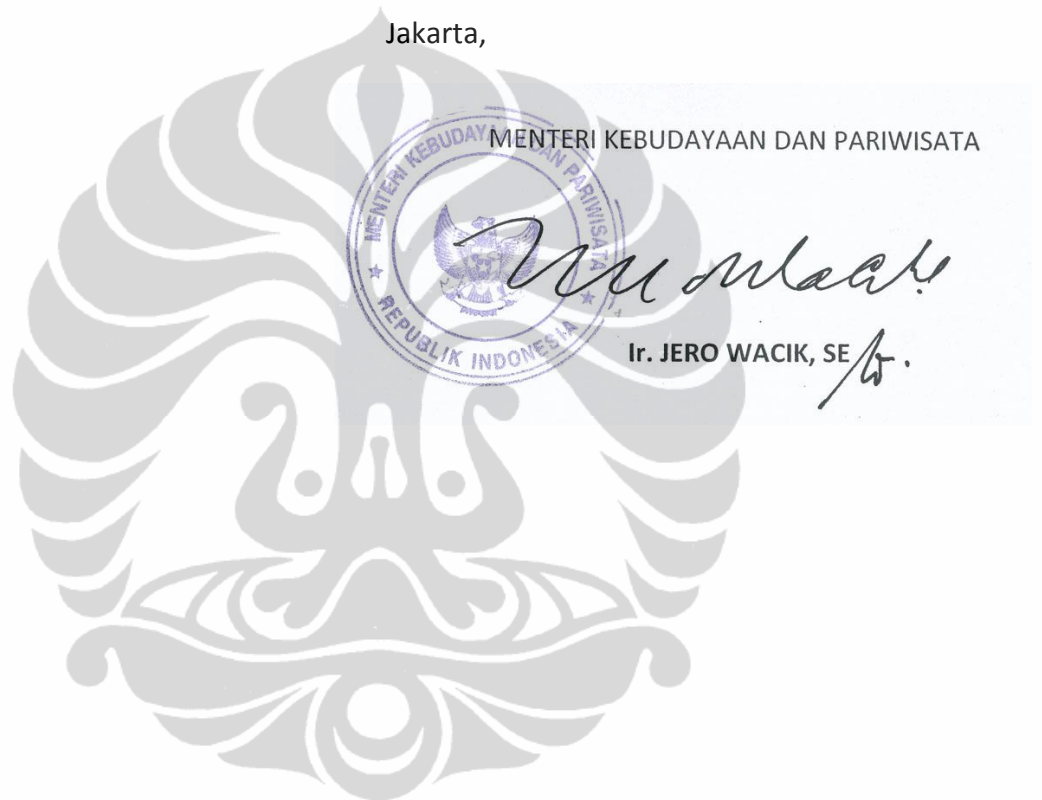 Jakarta,
MENTERI KEBUDAYAAN DAN PARIWISATA
MENTERI KEBUDAYAAN DAN PARIWISATA
REPUBLIK INDONESIA
Ir. JERO WACIK, SE